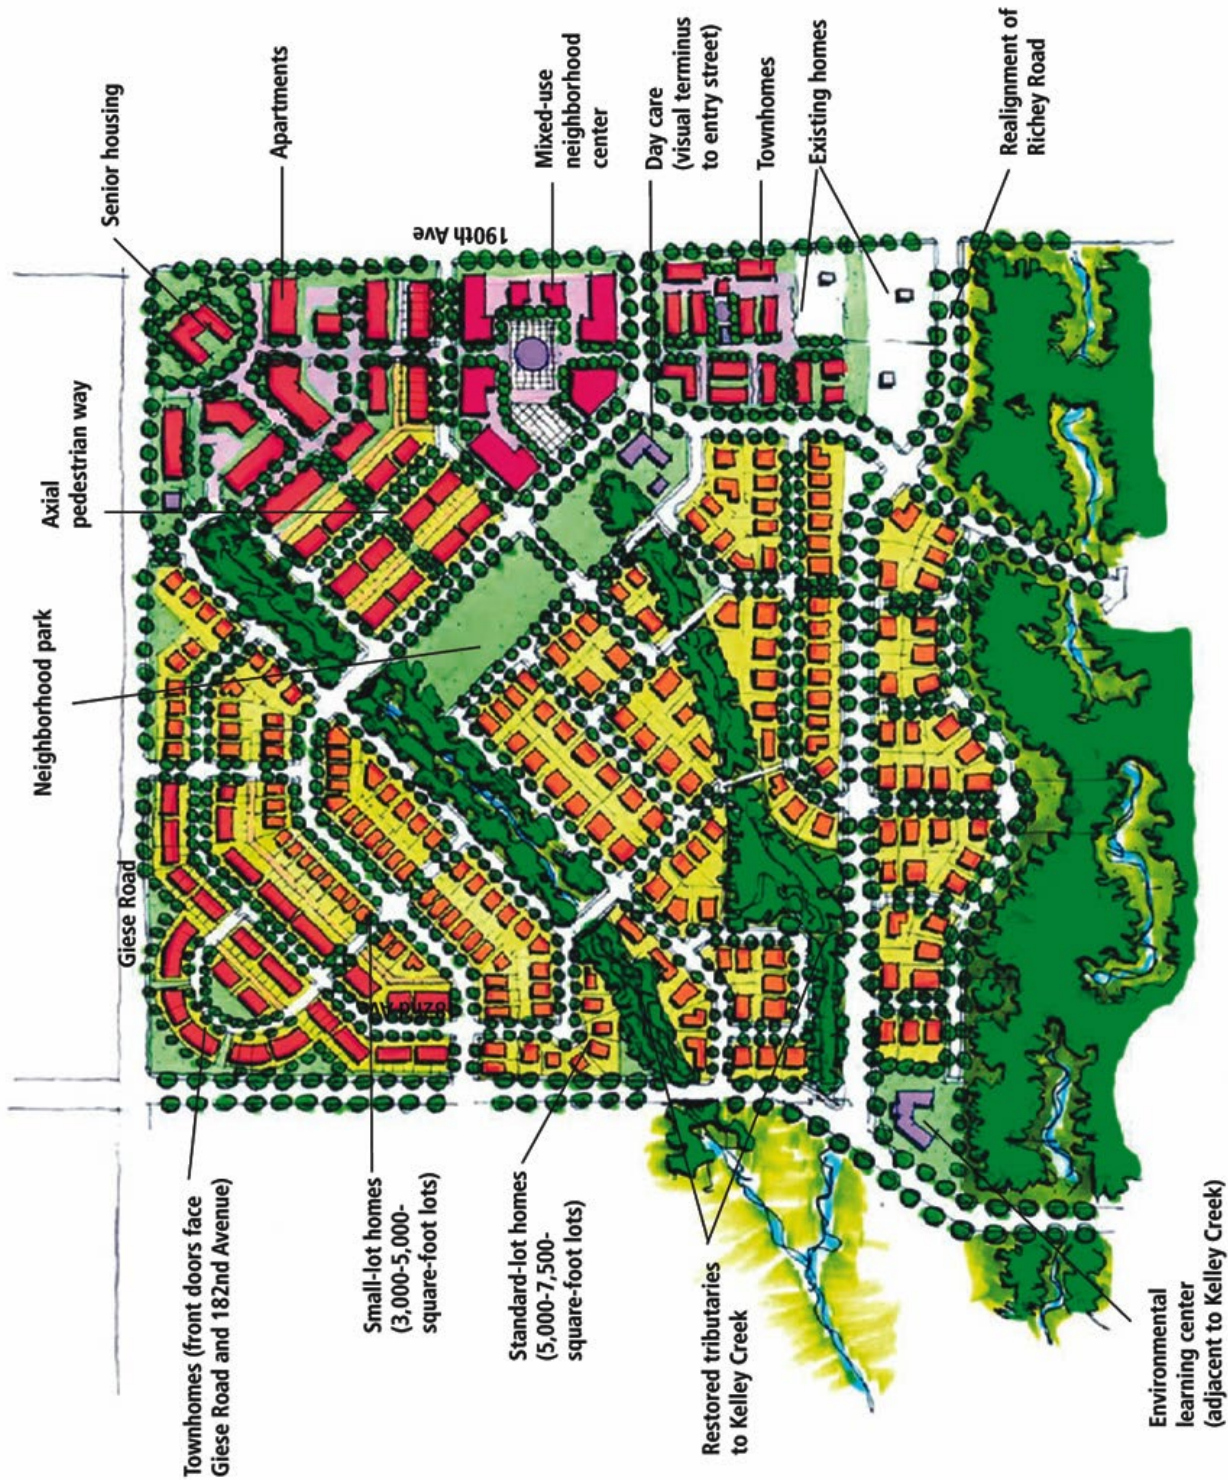 Senior housing
Apartments
190th Ave
Mixed-use
neighborhood
center
Day care
(visual terminus
to entry street)
Townhomes
Existing homes
Realignment of
Richey Road
Axial
pedestrian way
Neighborhood park
Giese Road
182nd Ave
Townhomes (front doors face
Giese Road and 182nd Avenue)
Small-lot homes
(3,000-5,000-
square-foot lots)
Standard-lot homes
(5,000-7,500-
square-foot lots)
Restored tributaries
to Kelley Creek
Environmental
learning center
(adjacent to Kelley Creek)